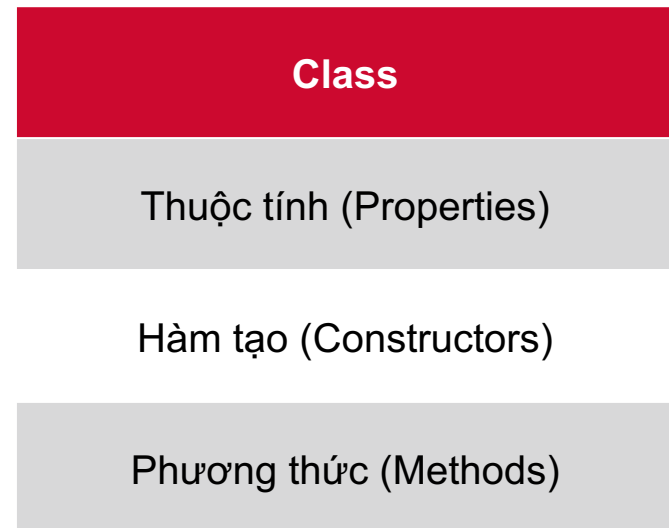 Class
Thuộc tính (Properties)
Hàm tạo (Constructors)
Phương thức (Methods)